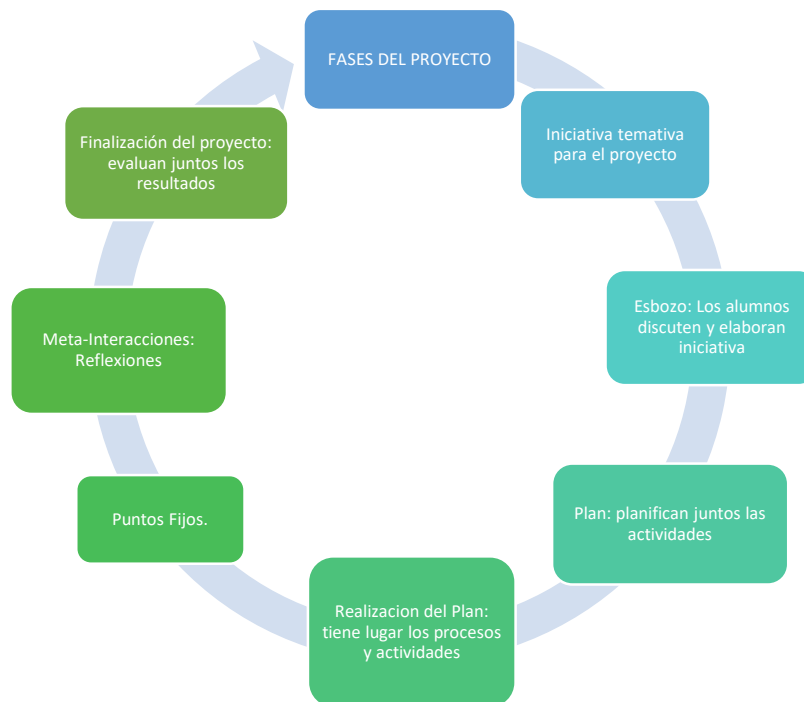 FASES DEL PROYECTO
Iniciativa temativa
para el proyecto
Esbozo: Los alumnos
discuten y elaboran
iniciativa
Plan: planifican juntos las
actividades
Realizacion del Plan:
tiene lugar los procesos
y actividades
Puntos Fijos.
Meta-Interacciones:
Reflexiones
Finalización del proyecto:
evaluan juntos los
resultados